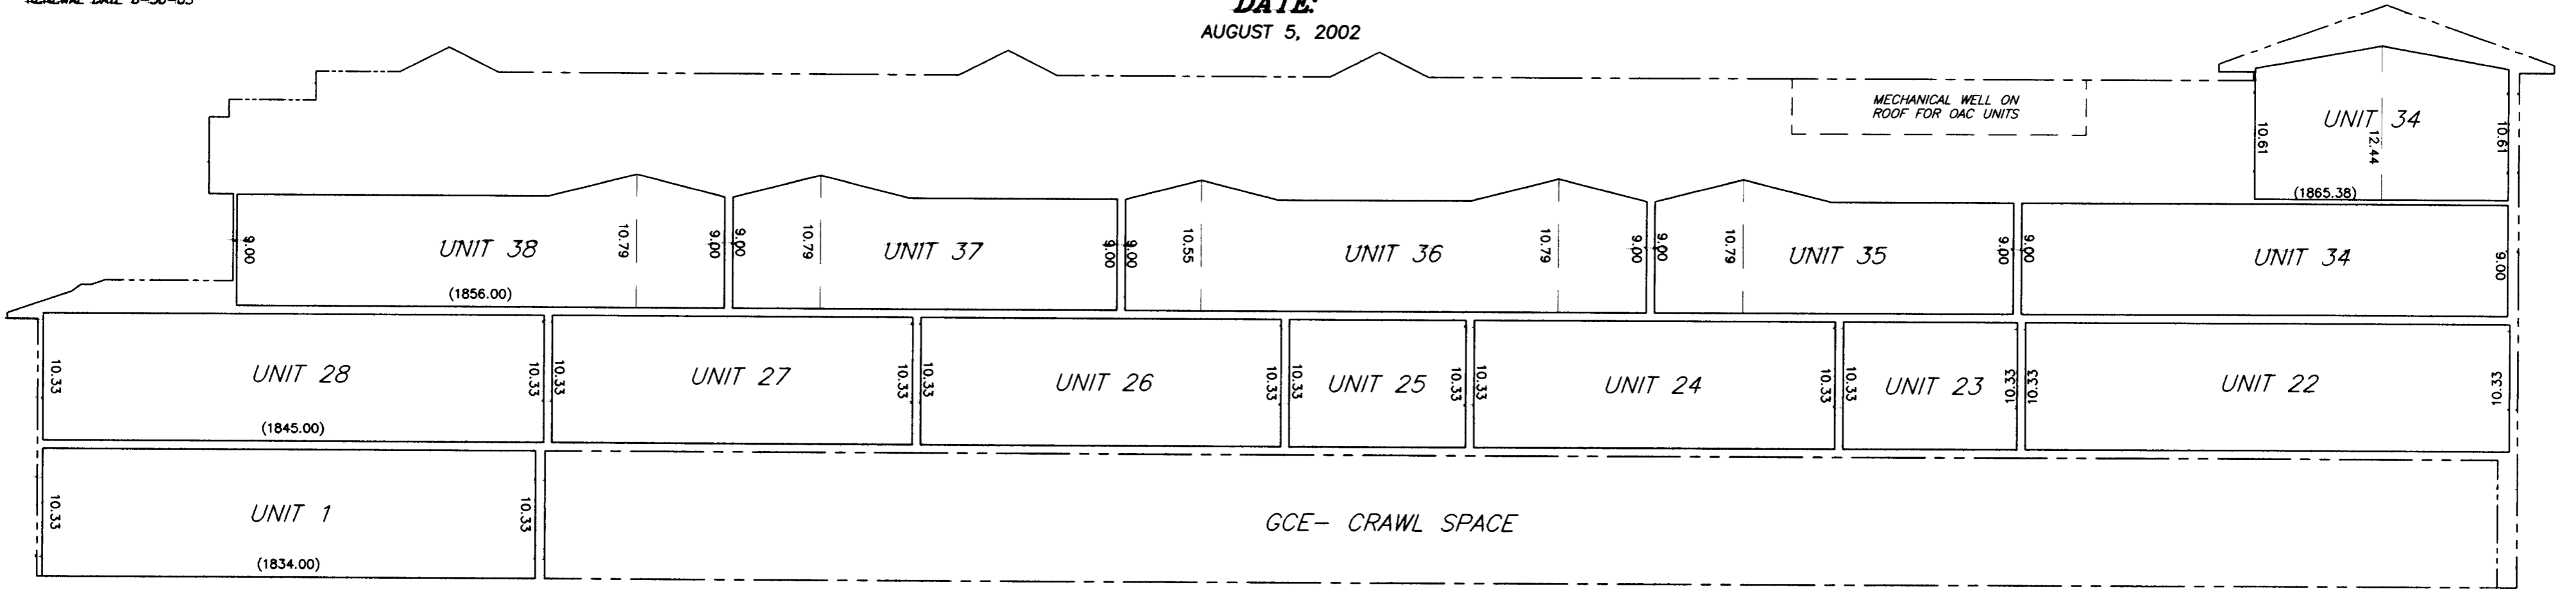 RENEWAL DATE 6-30-03
DATE:
AUGUST 5, 2002
MECHANICAL WELL ON
ROOF FOR OAC UNITS
UNIT 34
10.61
12.44
10.61
(1865.38)
9.00
UNIT 38
10.79
9.00
(1856.00)
9.00
10.79
UNIT 37
9.00
9.00
10.55
UNIT 36
10.79
9.00
9.00
10.79
UNIT 35
9.00
9.00
UNIT 34
9.00
10.33
UNIT 28
10.33
(1845.00)
10.33
UNIT 27
10.33
10.33
UNIT 26
10.33
10.33
UNIT 25
10.33
10.33
UNIT 24
10.33
10.33
UNIT 23
10.33
10.33
UNIT 22
10.33
10.33
UNIT 1
10.33
(1834.00)
GCE- CRAWL SPACE